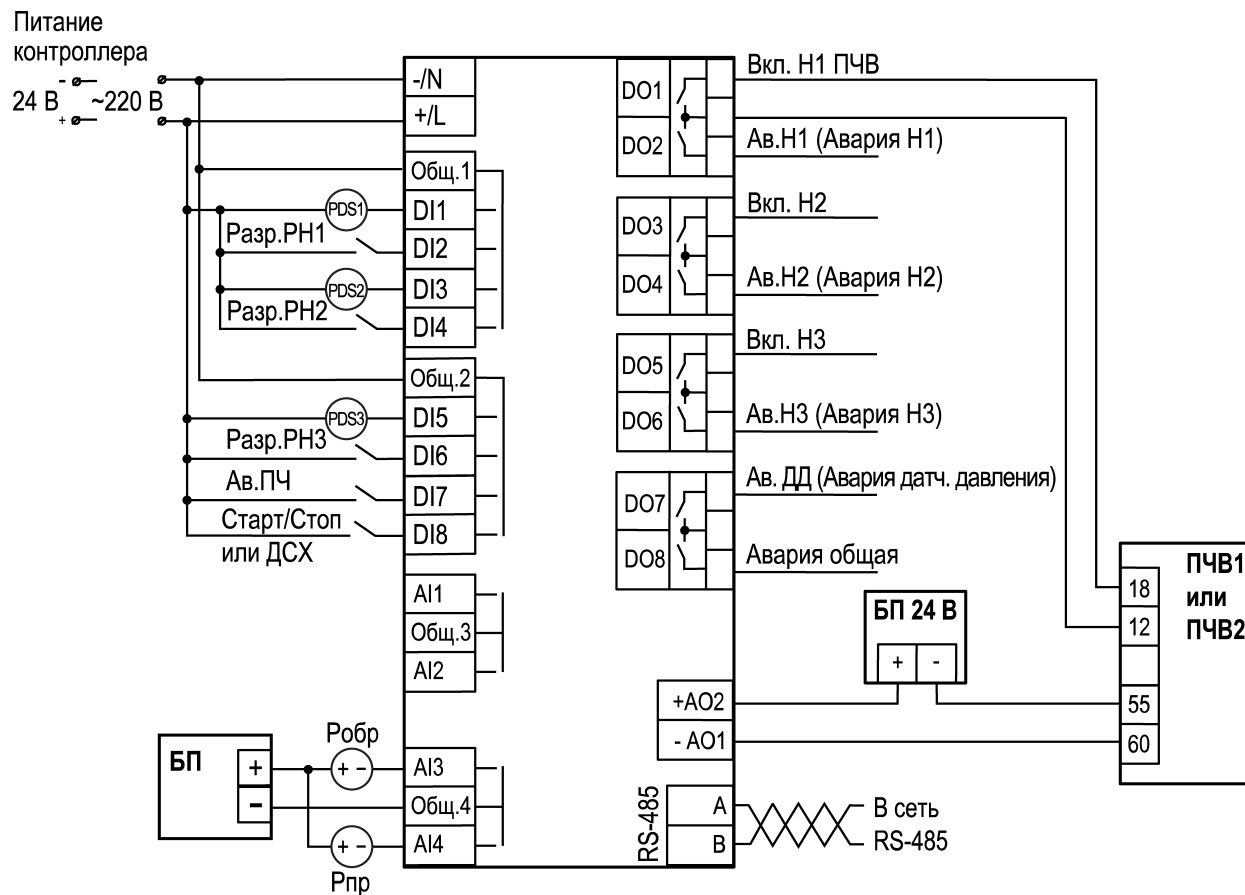 Питание
контроллера
-
24 В ~220 В
+
-/N
+/L
Общ.1
PDS1 DI1
Разр.РН1
DI2
PDS2 DI3
Разр.РН2
DI4
Общ.2
PDS3 DI5
Разр.РН3
DI6
Ав.ПЧ
DI7
Старт/Стоп
DI8
или ДСХ
AI1
Общ.3
AI2
БП
+
-
Робр
+ -
AI3
Общ.4
AI4
+ -
Рпр
DO1
Вкл. Н1 ПЧВ
DO2
Ав.Н1 (Авария Н1)
DO3
Вкл. Н2
DO4
Ав.Н2 (Авария Н2)
DO5
Вкл. Н3
DO6
Ав.Н3 (Авария Н3)
DO7
Ав. ДД (Авария датч. давления)
DO8
Авария общая
БП 24 В
+ -
+AO2
- AO1
ПЧВ1
или
ПЧВ2
18
12
55
60
RS-485
A
B
В сеть
RS-485